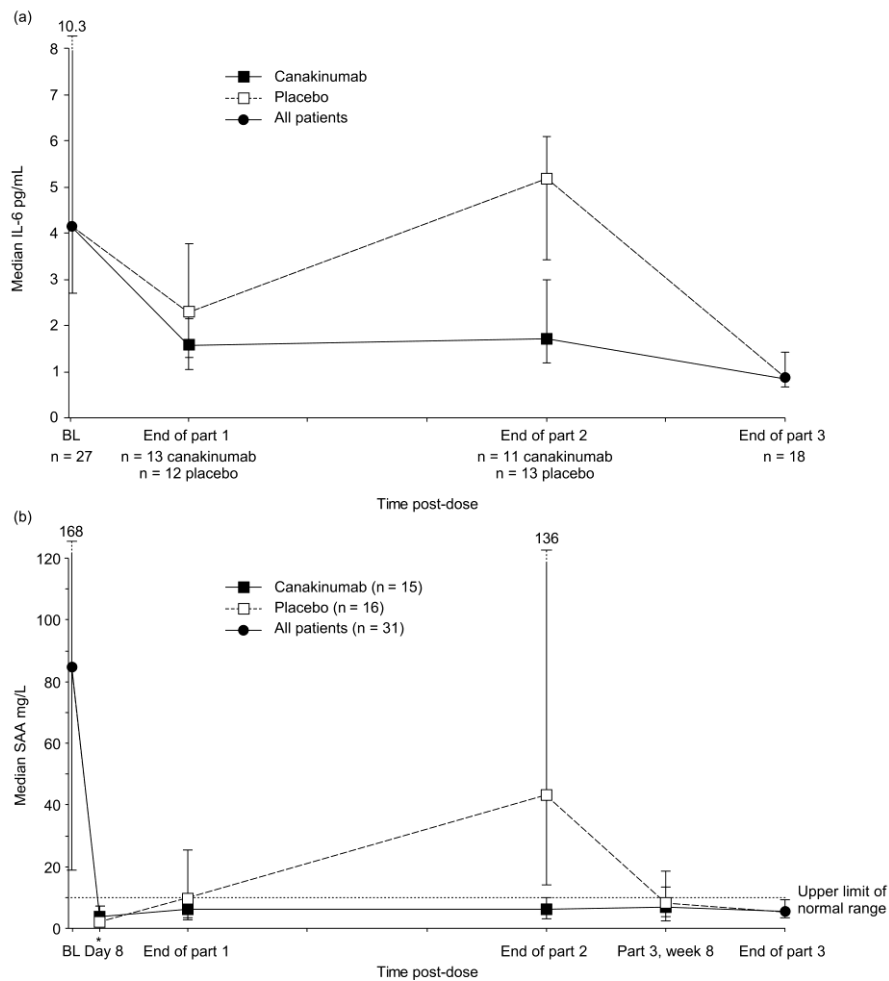 (a)
10.3
8
7
6
5
4
3
2
1
0
Median IL-6 pg/mL
Canakinumab
Placebo
All patients
BL End of part 1 End of part 2 End of part 3
n = 27 n = 13 canakinumab n = 11 canakinumab n = 18
n = 12 placebo n = 13 placebo
Time post-dose
(b)
168 136
120
100
80
60
40
20
0
Median SAA mg/L
Canakinumab (n = 15)
Placebo (n = 16)
All patients (n = 31)
Upper limit of
normal range
*
BL Day 8 End of part 1 End of part 2 Part 3, week 8 End of part 3
Time post-dose